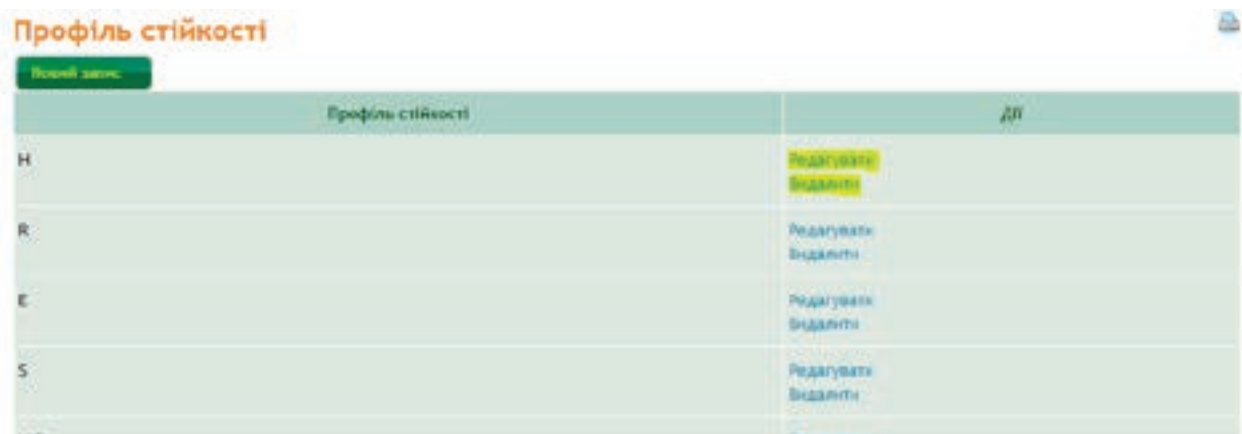 Профіль стійкості
Новий запис
Профіль стійкості Дії
H Редагувати
Видалити
R Редагувати
Видалити
E Редагувати
Видалити
S Редагувати
Видалити